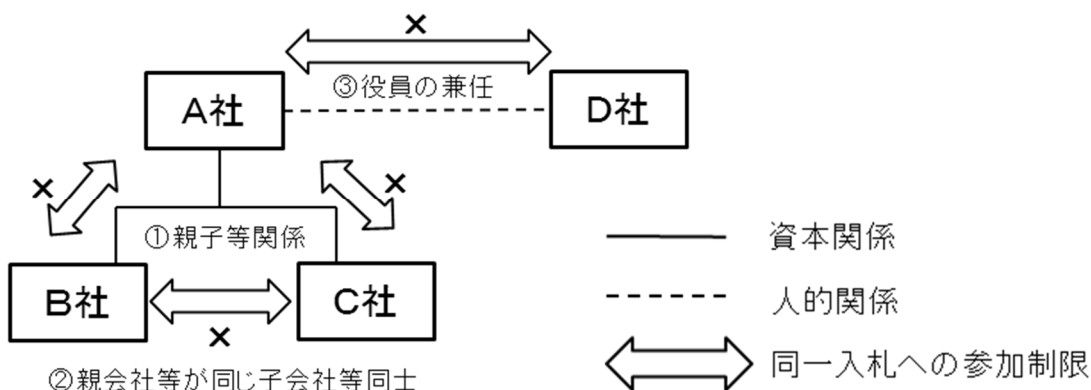 ×
③役員の兼任
A社
D社
×
×
①親子等関係
B社
C社
×
②親会社等が同じ子会社等同士
資本関係
人的関係
同一入札への参加制限